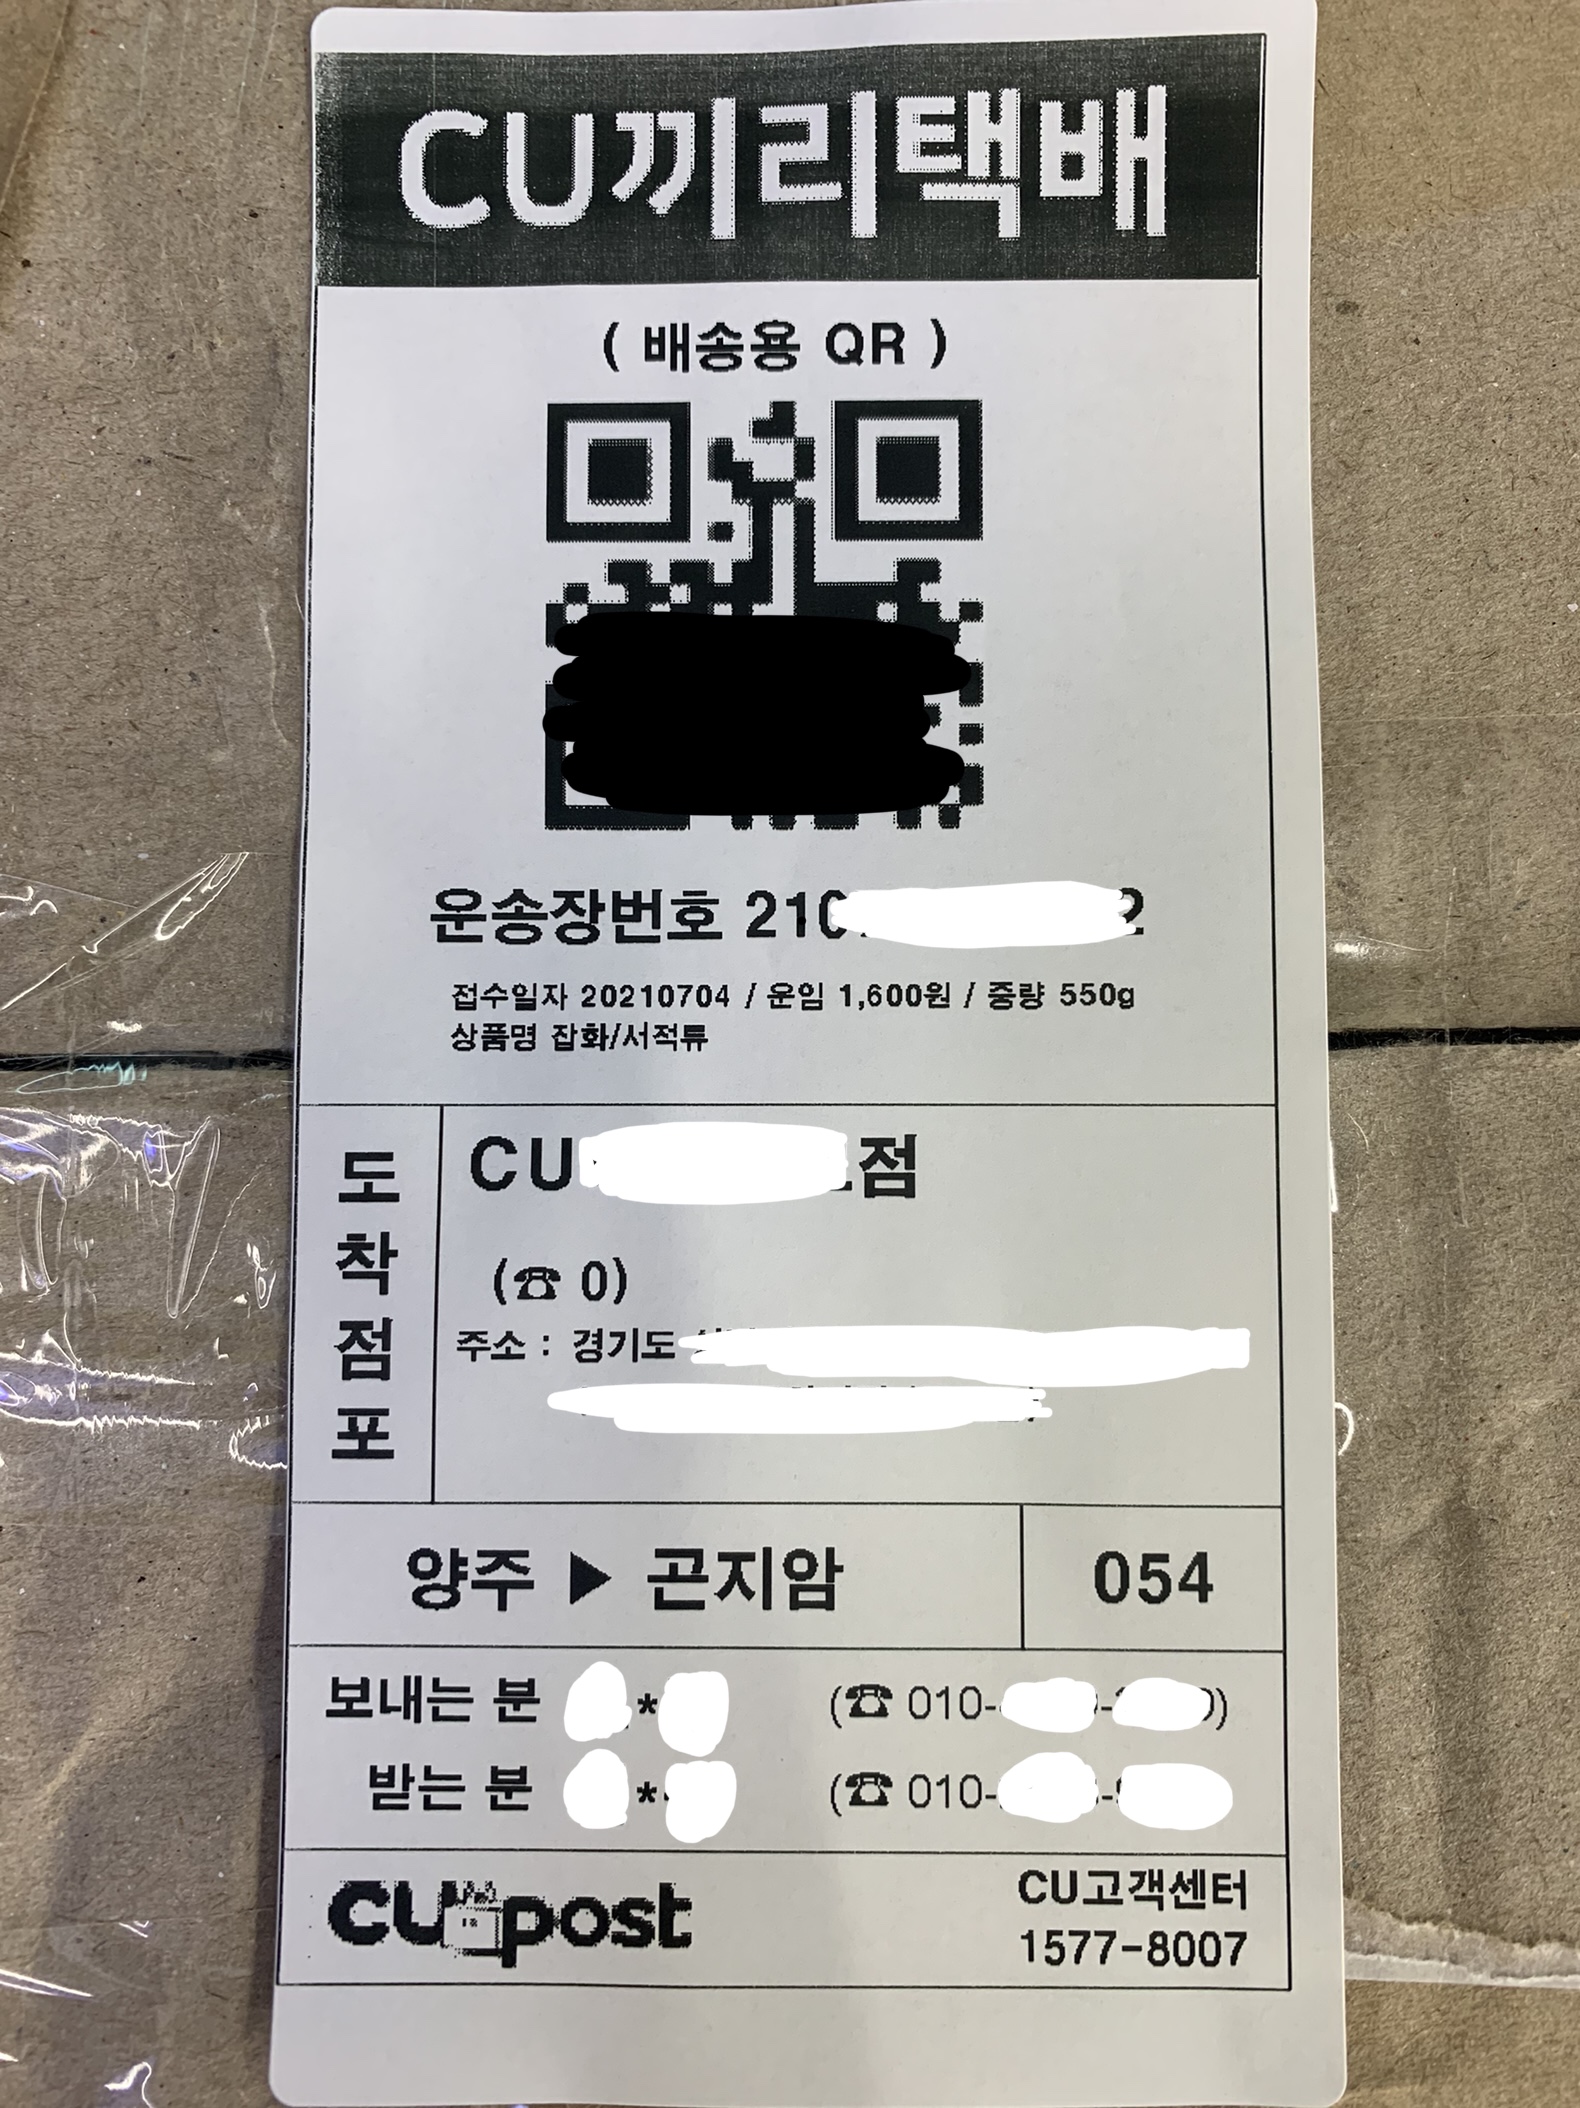 CU끼리택배
( 배송용 QR )
운송장번호 210 2
접수일자 20210704 / 운임 1,600원 / 중량 550g
상품명 잡화/서적류
도착점포
CU 점
(☎ 0)
주소 : 경기도
양주 ▶ 곤지암
054
보내는 분 * (☎ 010- - )
받는 분 * (☎ 010- -
CU post
CU고객센터
1577-8007